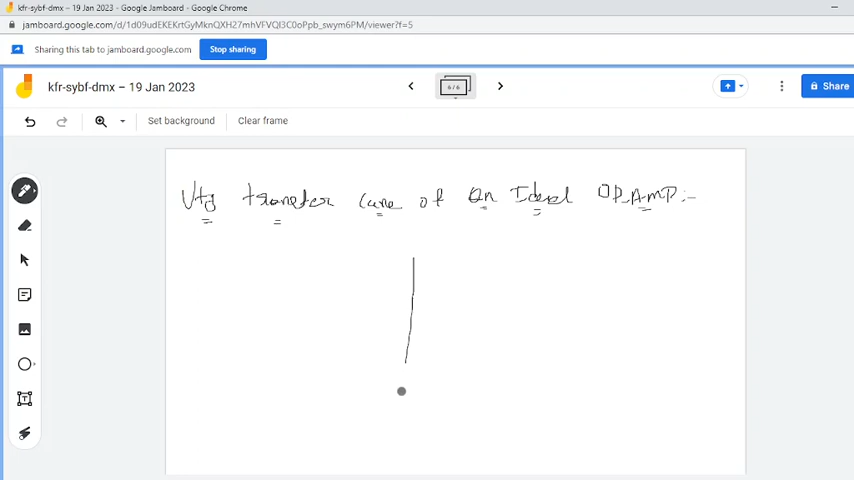 kfr-sybf-dmx – 19 Jan 2023 - Google Jamboard - Google Chrome
jamboard.google.com/d/1d09udEKEKrtGyMknQXH27mhVFVQI3C0oPpb_swym6PM/viewer?f=5
Sharing this tab to jamboard.google.com Stop sharing
kfr-sybf-dmx – 19 Jan 2023 6/6 Share
Set background Clear frame
Vtg transfer curve of an Ideal OP.AMP:-